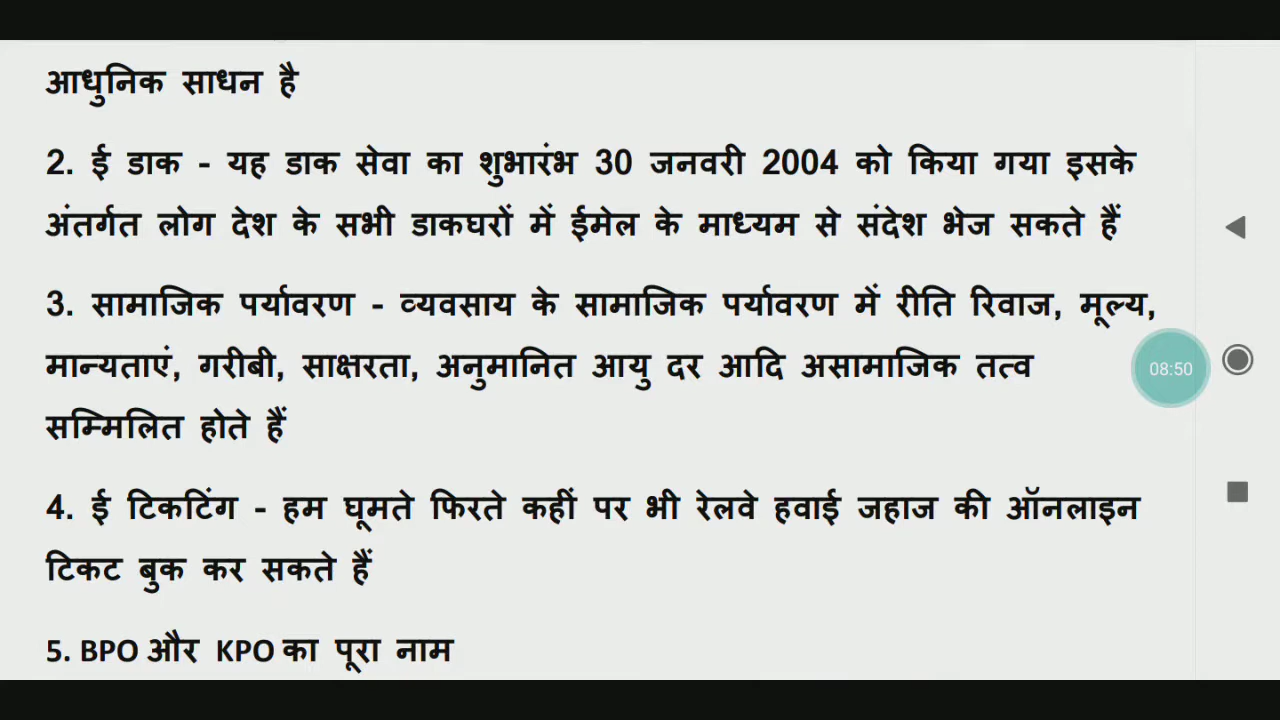 आधुनिक साधन है
2. ई डाक - यह डाक सेवा का शुभारंभ 30 जनवरी 2004 को किया गया इसके
अंतर्गत लोग देश के सभी डाकघरों में ईमेल के माध्यम से संदेश भेज सकते हैं
3. सामाजिक पर्यावरण - व्यवसाय के सामाजिक पर्यावरण में रीति रिवाज, मूल्य,
मान्यताएं, गरीबी, साक्षरता, अनुमानित आयु दर आदि असामाजिक तत्व
08:50
सम्मिलित होते हैं
4. ई टिकटिंग - हम घूमते फिरते कहीं पर भी रेलवे हवाई जहाज की ऑनलाइन
टिकट बुक कर सकते हैं
5. BPO और KPO का पूरा नाम